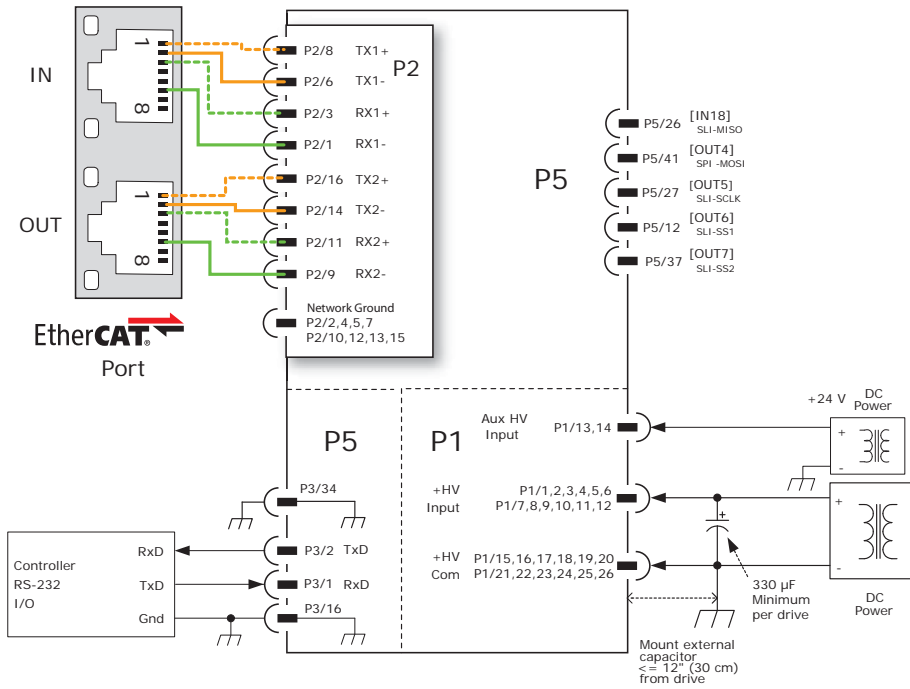 IN
1
8
OUT
1
8
EtherCAT®
Port
P2
P2/8 TX1+
P2/6 TX1-
P2/3 RX1+
P2/1 RX1-
P2/16 TX2+
P2/14 TX2-
P2/11 RX2+
P2/9 RX2-
Network Ground
P2/2,4,5,7
P2/10,12,13,15
P5
P5/26 [IN18]
SLI-MISO
P5/41 [OUT4]
SPI -MOSI
P5/27 [OUT5]
SLI-SCLK
P5/12 [OUT6]
SLI-SS1
P5/37 [OUT7]
SLI-SS2
P5
P3/34
P3/2 TxD
P3/1 RxD
P3/16
Controller
RS-232
I/O
RxD
TxD
Gnd
P1
Aux HV
Input
P1/13,14
+HV
Input
P1/1,2,3,4,5,6
P1/7,8,9,10,11,12
+HV
Com
P1/15,16,17,18,19,20
P1/21,22,23,24,25,26
+24 V
DC
Power
+
-
+
-
DC
Power
+
330 µF
Minimum
per drive
Mount external
capacitor
<= 12" (30 cm)
from drive